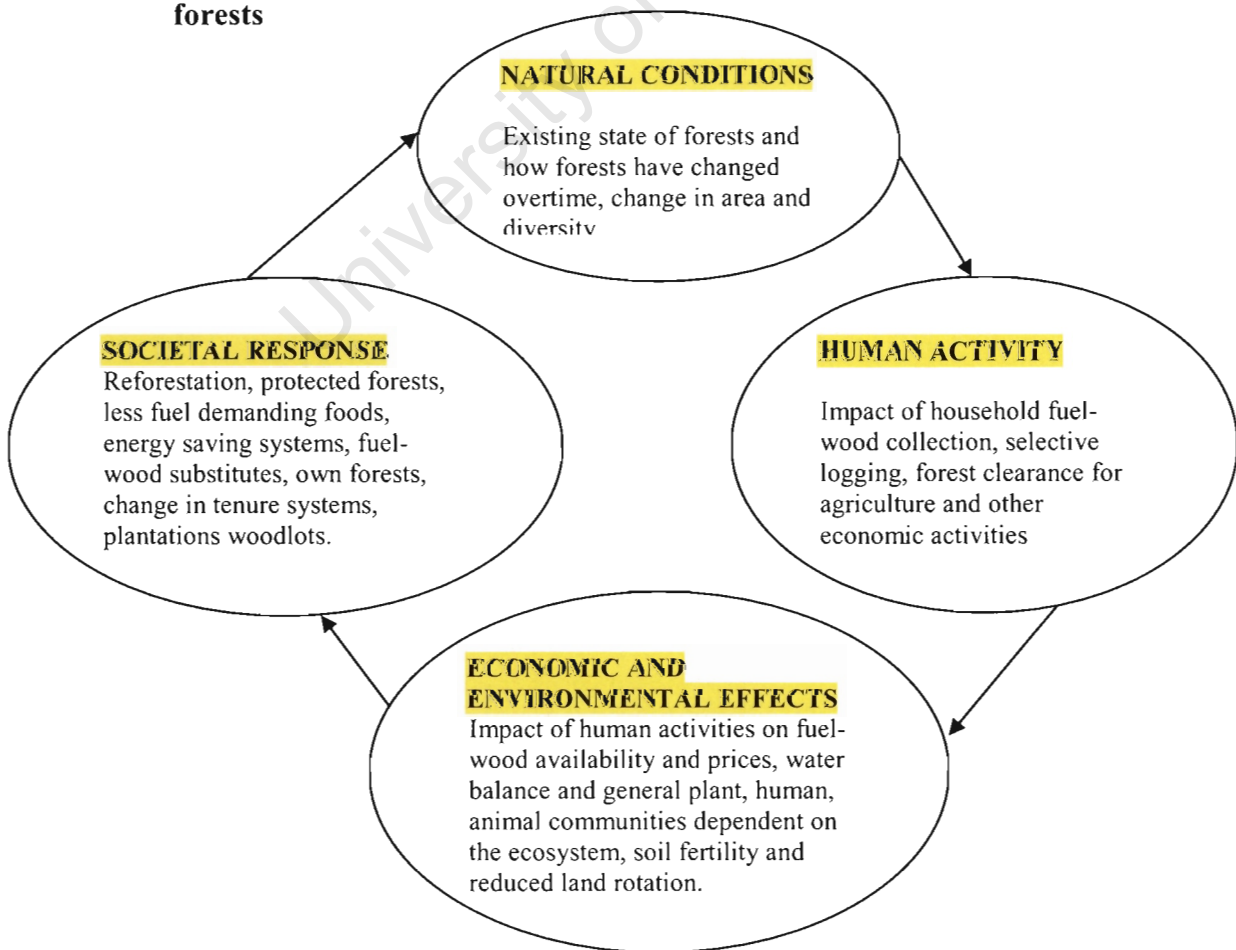 forests
University of
NATURAL CONDITIONS
Existing state of forests and
how forests have changed
overtime, change in area and
diversity
HUMAN ACTIVITY
Impact of household fuel-
wood collection, selective
logging, forest clearance for
agriculture and other
economic activities
ECONOMIC AND
ENVIRONMENTAL EFFECTS
Impact of human activities on fuel-
wood availability and prices, water
balance and general plant, human,
animal communities dependent on
the ecosystem, soil fertility and
reduced land rotation.
SOCIETAL RESPONSE
Reforestation, protected forests,
less fuel demanding foods,
energy saving systems, fuel-
wood substitutes, own forests,
change in tenure systems,
plantations woodlots.